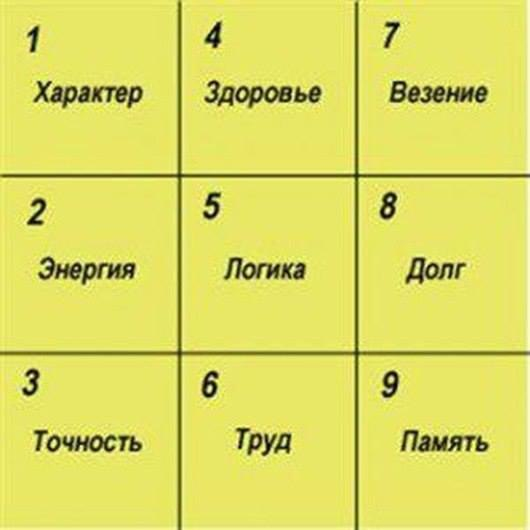 1 4 7
Характер Здоровье Везение
2 5 8
Энергия Логика Долг
3 6 9
Точность Труд Память